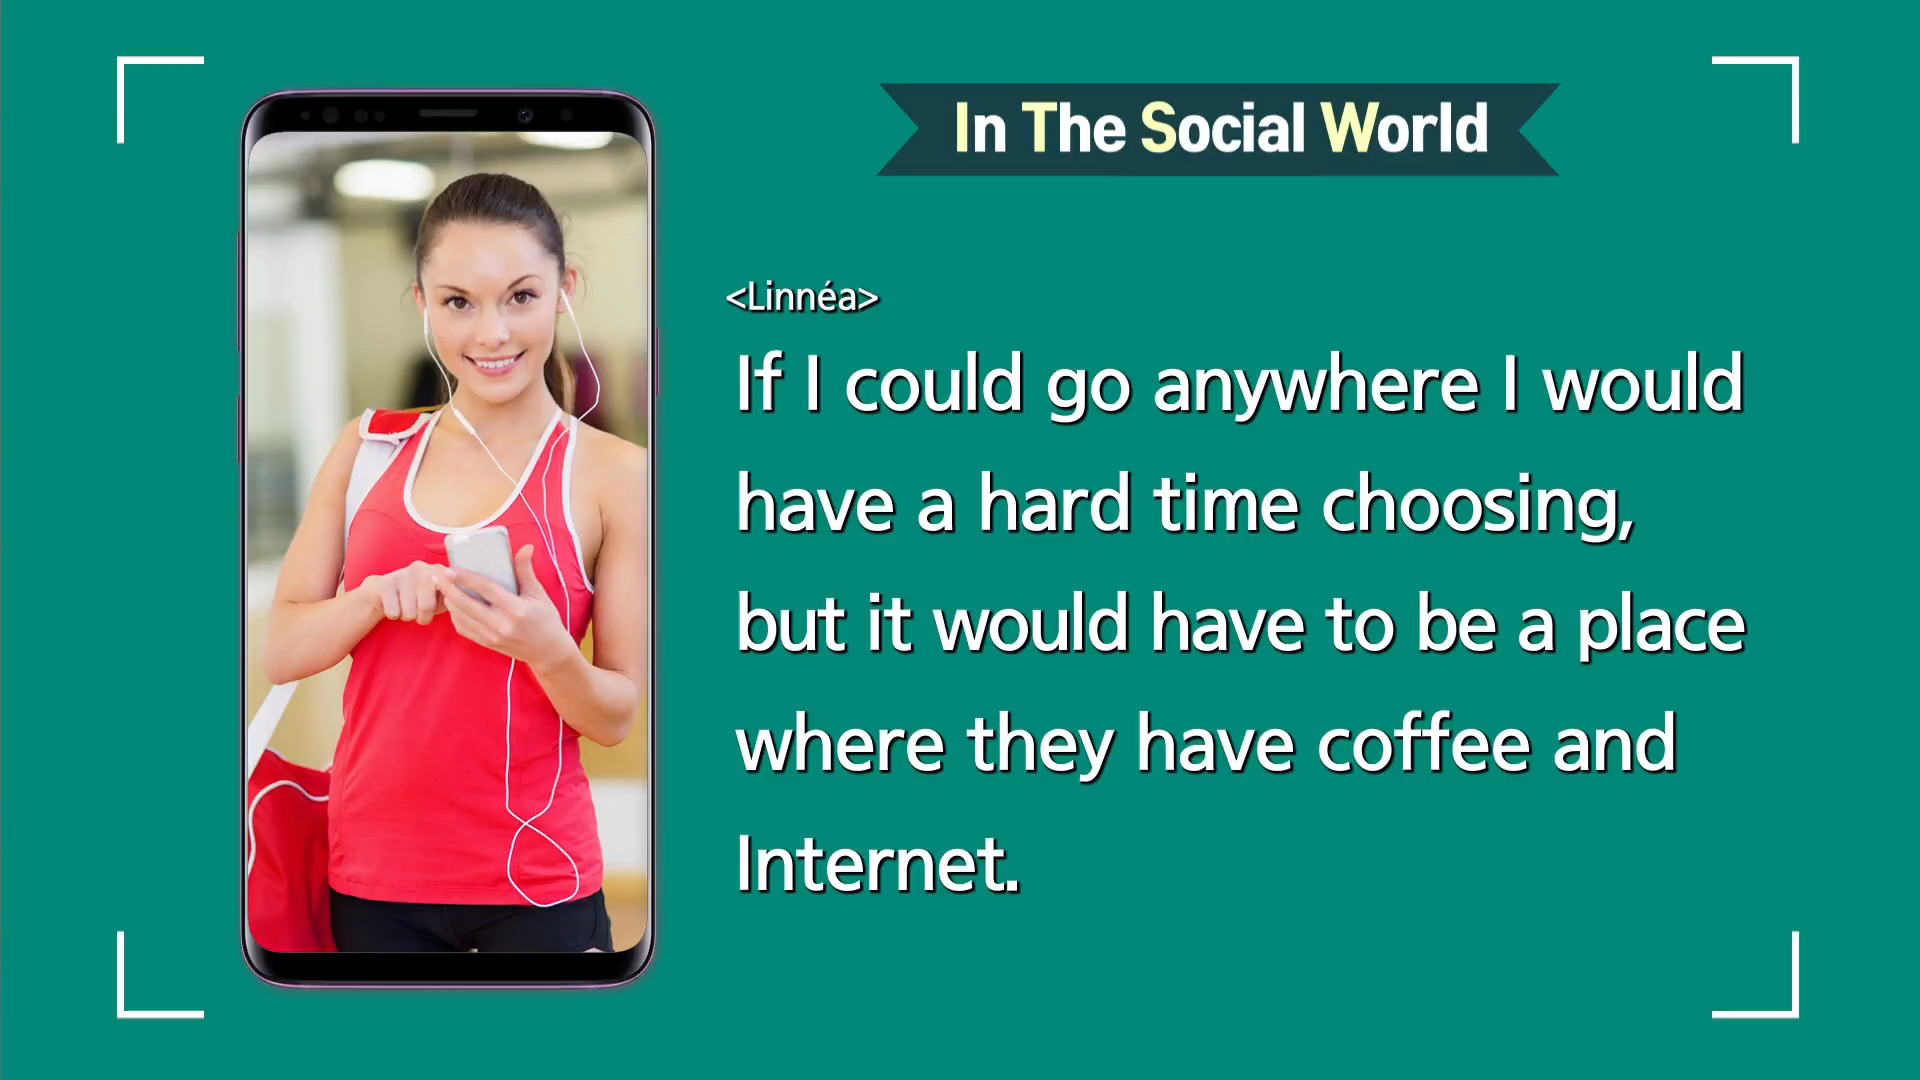 In The Social World
<Linnéa>
If I could go anywhere I would
have a hard time choosing,
but it would have to be a place
where they have coffee and
Internet.